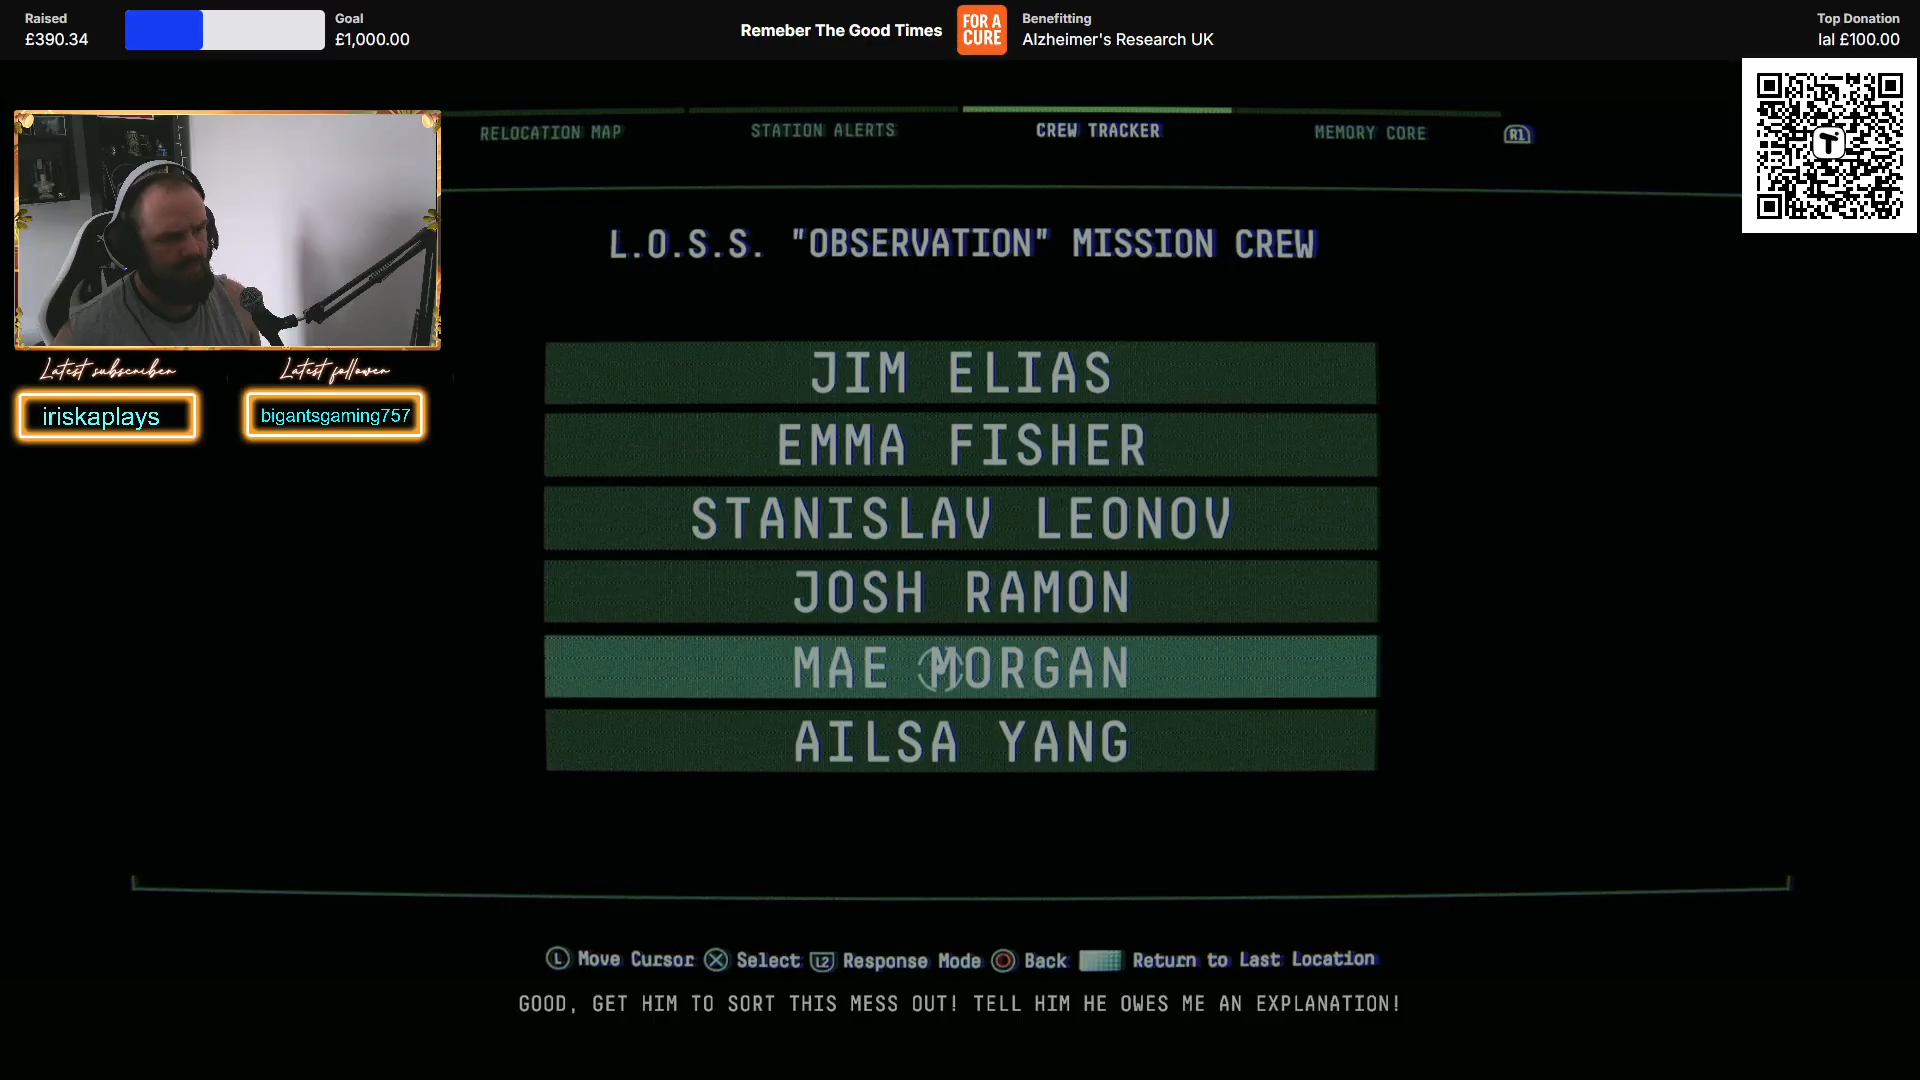 Raised
£390.34
Goal
£1,000.00
Remeber The Good Times
FOR A
CURE
Benefitting
Alzheimer's Research UK
Top Donation
lal £100.00
T
RELOCATION MAP
STATION ALERTS
CREW TRACKER
MEMORY CORE
R1
L.O.S.S. "OBSERVATION" MISSION CREW
JIM ELIAS
EMMA FISHER
STANISLAV LEONOV
JOSH RAMON
MAE MORGAN
AILSA YANG
Latest subscriber
Latest follower
iriskaplays
bigantsgaming757
L Move Cursor Select L2 Response Mode Back Return to Last Location
GOOD, GET HIM TO SORT THIS MESS OUT! TELL HIM HE OWES ME AN EXPLANATION!